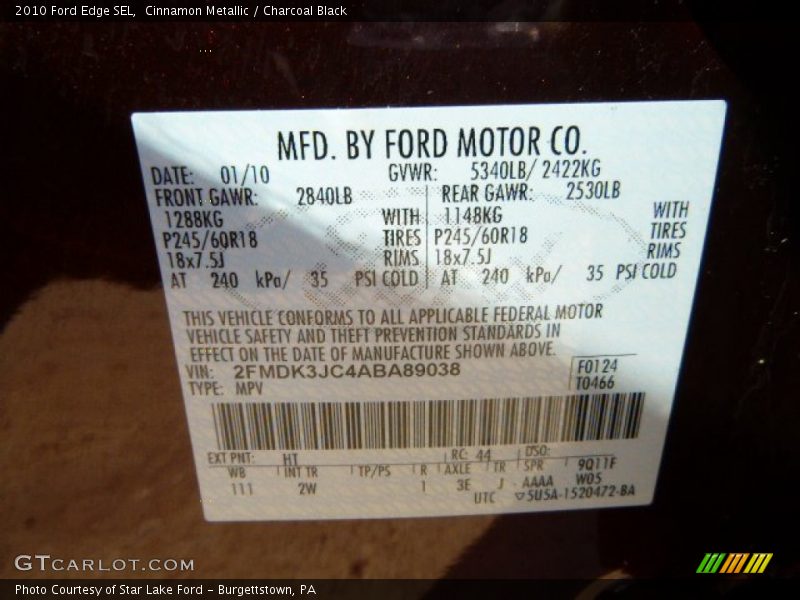 2010 Ford Edge SEL,  Cinnamon Metallic / Charcoal Black
MFD. BY FORD MOTOR CO.
DATE: 01/10 GVWR: 5340LB/ 2422KG
FRONT GAWR: 2840LB REAR GAWR: 2530LB
1288KG WITH 1148KG WITH
P245/60R18 TIRES P245/60R18 TIRES
18x7.5J RIMS 18x7.5J RIMS
AT 240 kPa/ 35 PSI COLD AT 240 kPa/ 35 PSI COLD
THIS VEHICLE CONFORMS TO ALL APPLICABLE FEDERAL MOTOR
VEHICLE SAFETY AND THEFT PREVENTION STANDARDS IN
EFFECT ON THE DATE OF MANUFACTURE SHOWN ABOVE.
VIN: 2FMDK3JC4ABA89038 F0124
TYPE: MPV T0466
EXT PNT: HT RC: 44 DSO:
WB INT TR TP/PS R AXLE TR SPR 9Q11F
111 2W 1 3E J AAAA W05
UTC ▽5U5A-1520472-BA
GTCARLOT.COM
Photo Courtesy of Star Lake Ford - Burgettstown, PA